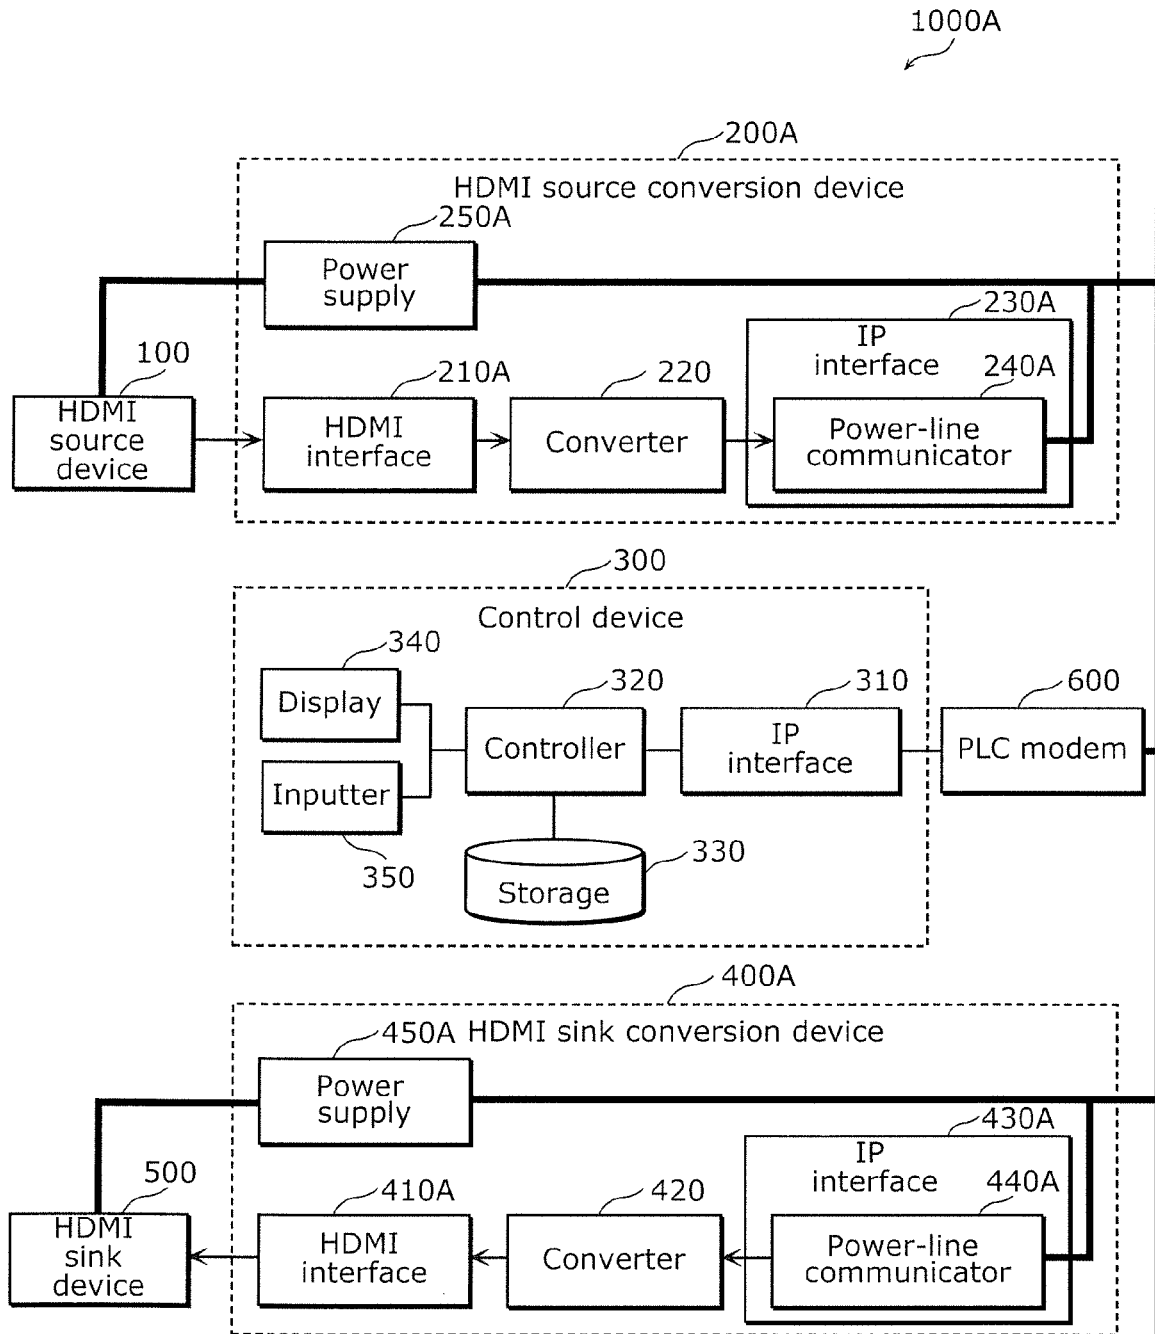 1000A
200A
HDMI source conversion device
250A
Power
supply
230A
IP
interface
100
210A
220
240A
HDMI
source
device
HDMI
interface
Converter
Power-line
communicator
300
Control device
340
320
310
600
Display
Controller
IP
interface
PLC modem
Inputter
350
330
Storage
400A
450A
HDMI sink conversion device
Power
supply
430A
IP
interface
500
410A
420
440A
HDMI
sink
device
HDMI
interface
Converter
Power-line
communicator